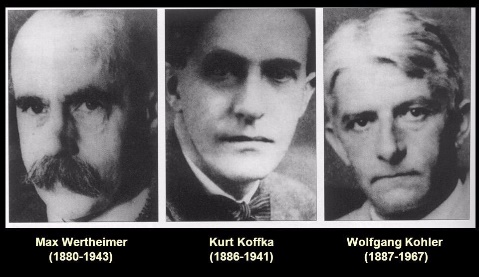 Max Wertheimer
(1880-1943)
Kurt Koffka
(1886-1941)
Wolfgang Kohler
(1887-1967)